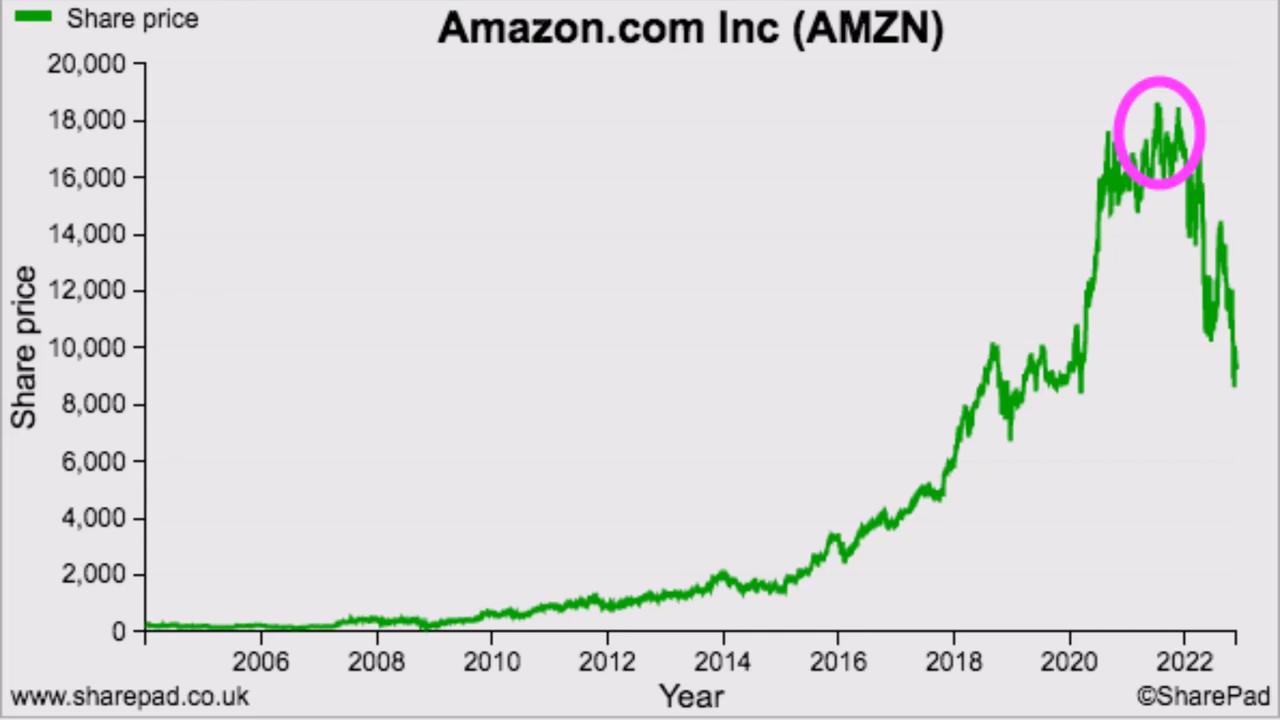 Share price
Amazon.com Inc (AMZN)
20,000
18,000
16,000
14,000
12,000
10,000
8,000
6,000
4,000
2,000
0
Share price
2006 2008 2010 2012 2014 2016 2018 2020 2022
www.sharepad.co.uk
Year
©SharePad